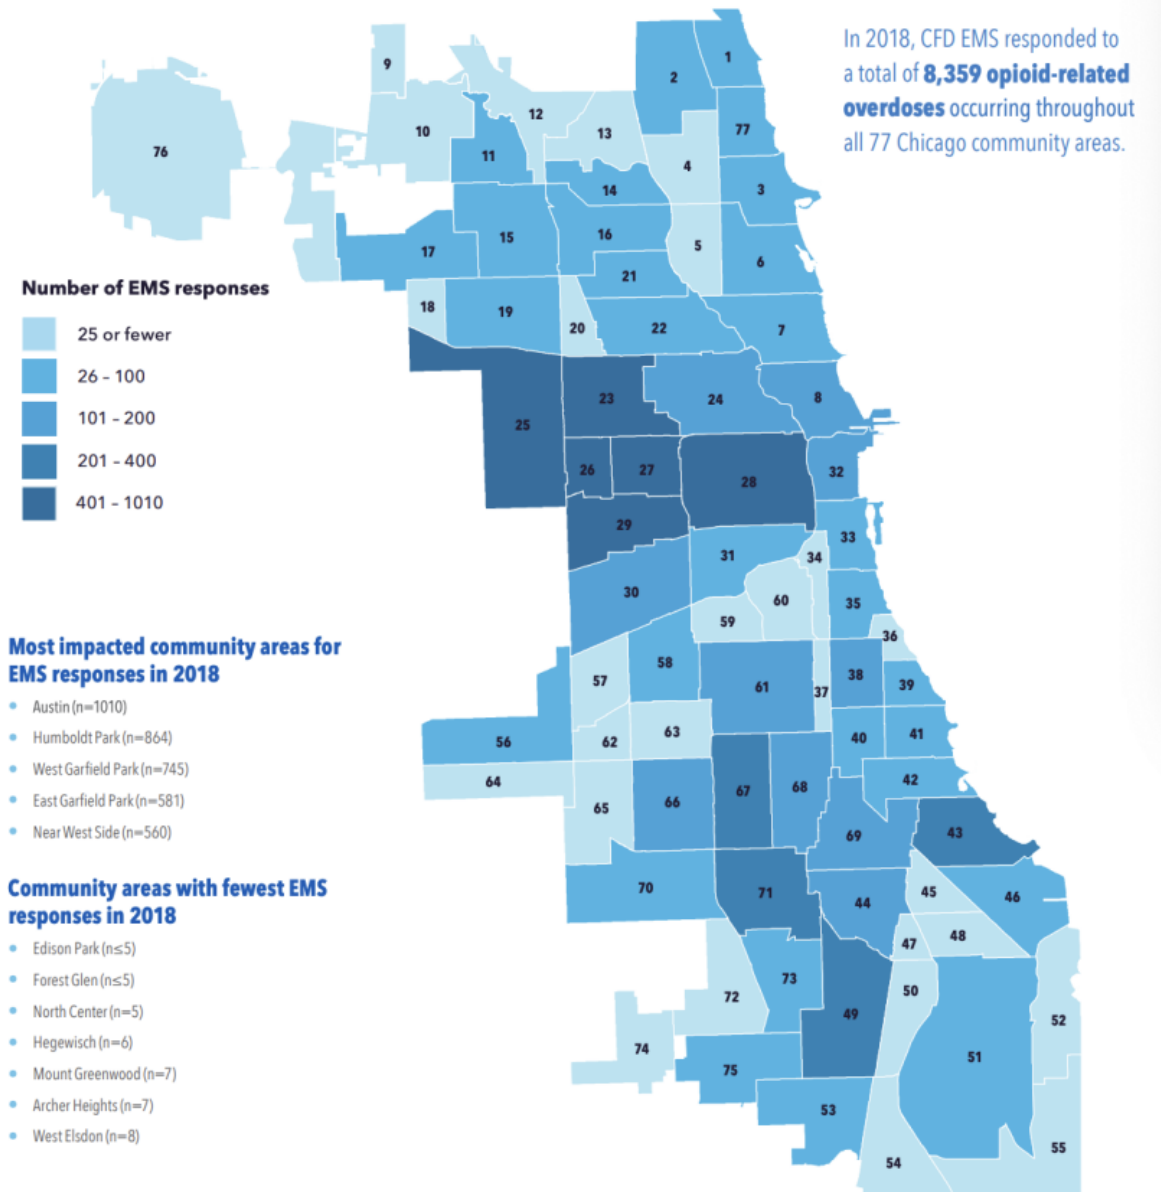 In 2018, CFD EMS responded to
a total of 8,359 opioid-related
overdoses occurring throughout
all 77 Chicago community areas.
1
2
9
12
10
13
77
76
11
4
14
3
16
15
5
17
6
21
Number of EMS responses
18
19
20
22
7
25 or fewer
26 – 100
101 – 200
201 – 400
401 – 1010
23
24
8
25
26
27
28
32
29
33
31
34
30
60
35
59
36
Most impacted community areas for
EMS responses in 2018
Austin (n=1010)
Humboldt Park (n=864)
West Garfield Park (n=745)
East Garfield Park (n=581)
Near West Side (n=560)
58
57
61
37
38
39
56
62
63
40
41
64
65
66
67
68
42
69
43
Community areas with fewest EMS
responses in 2018
Edison Park (n≤5)
Forest Glen (n≤5)
North Center (n=5)
Hegewisch (n=6)
Mount Greenwood (n=7)
Archer Heights (n=7)
West Elsdon (n=8)
70
71
44
45
46
47
48
72
73
50
49
52
74
75
51
53
54
55